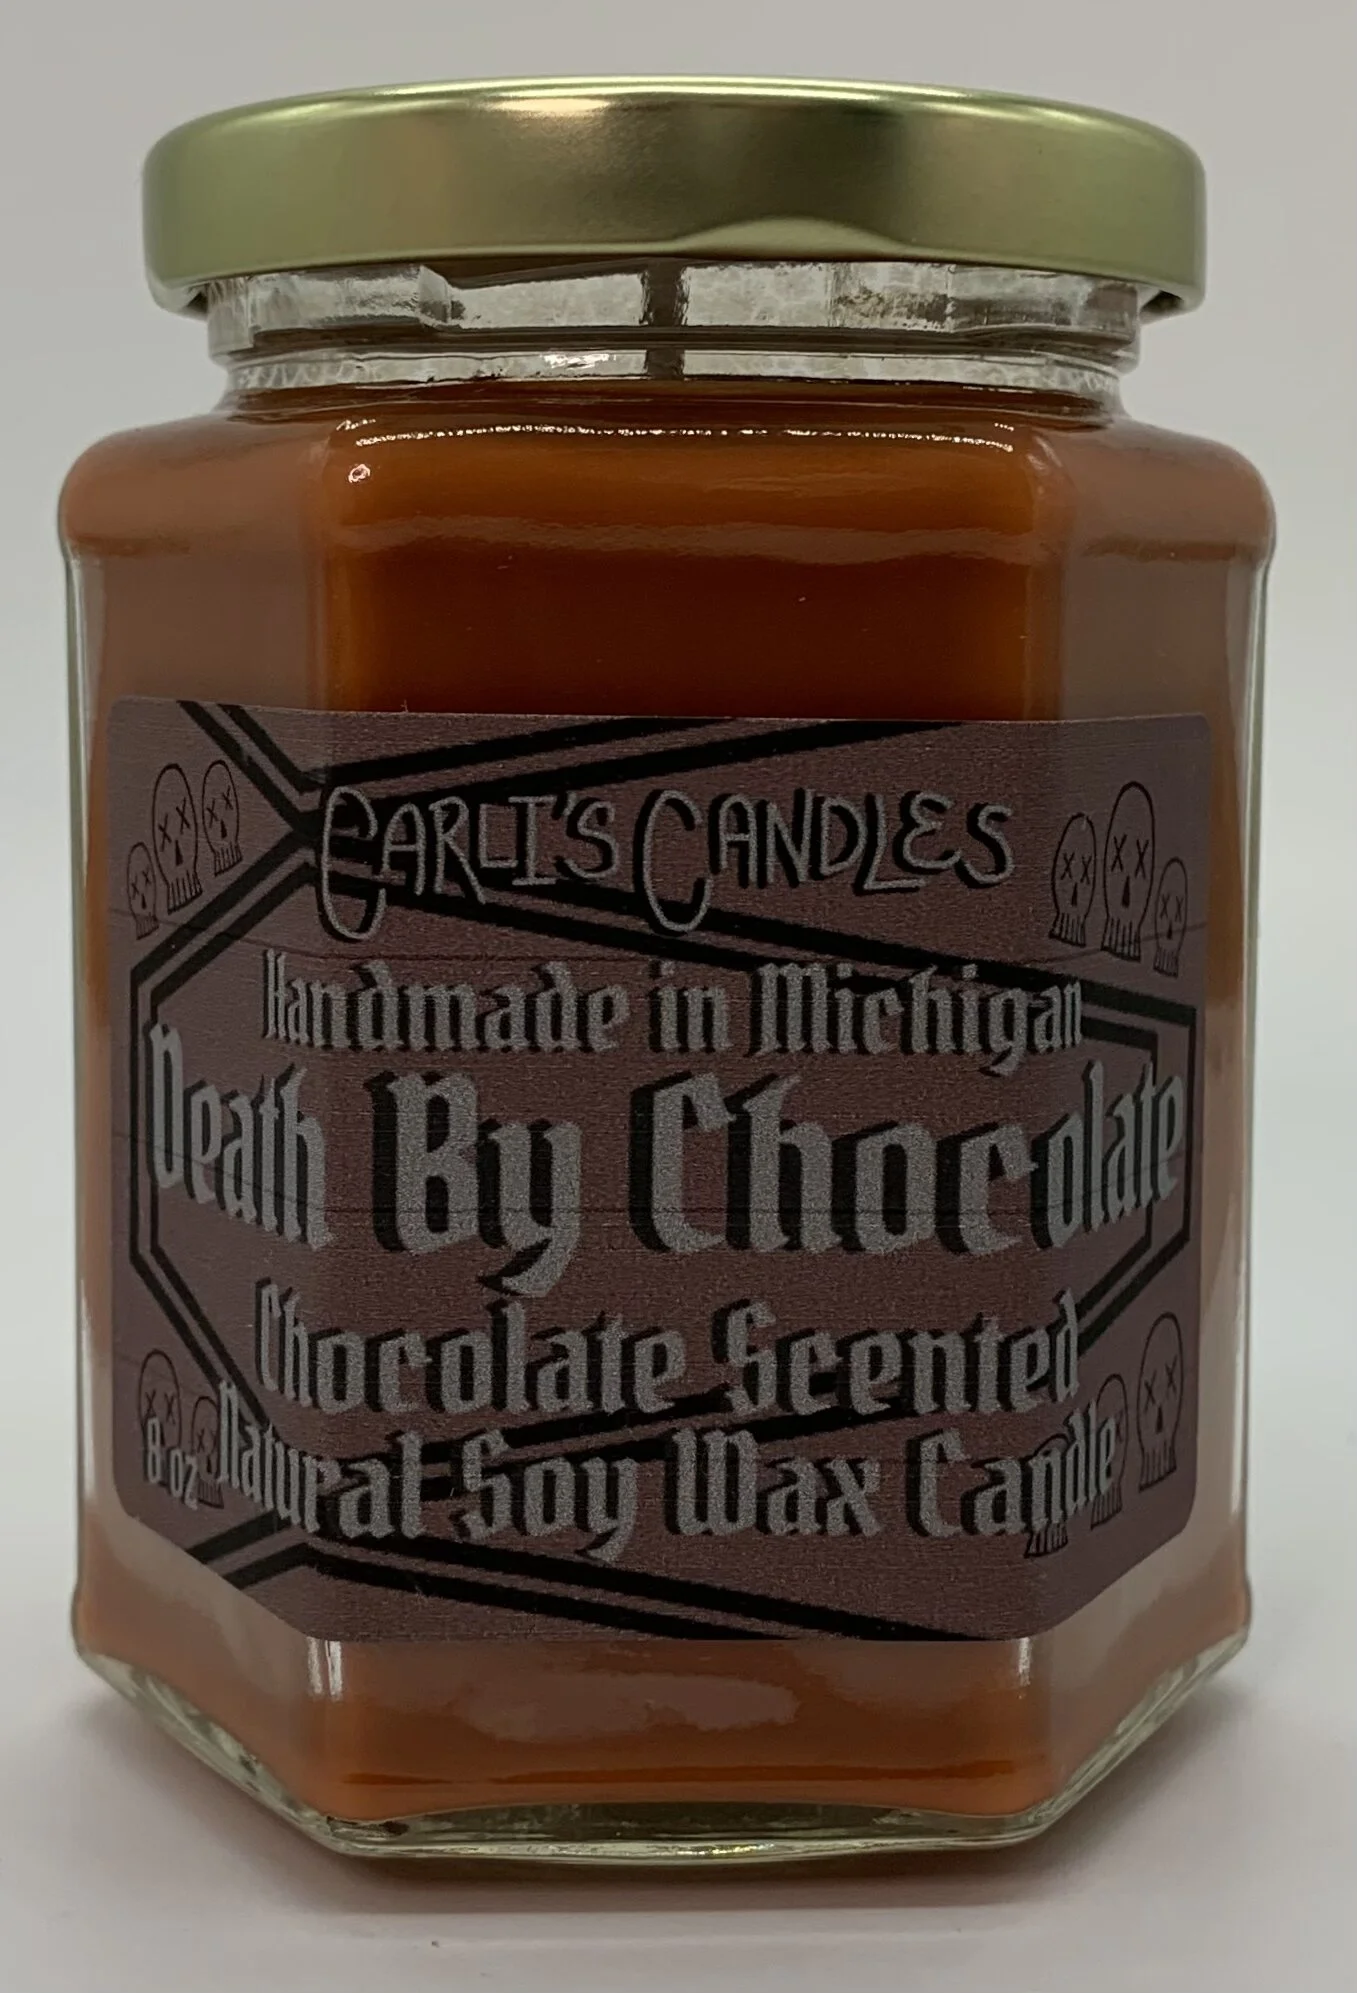 CARLI'S CANDLES
Handmade in Michigan
Death By Chocolate
Chocolate Scented
Natural Soy Wax Candle
8 oz